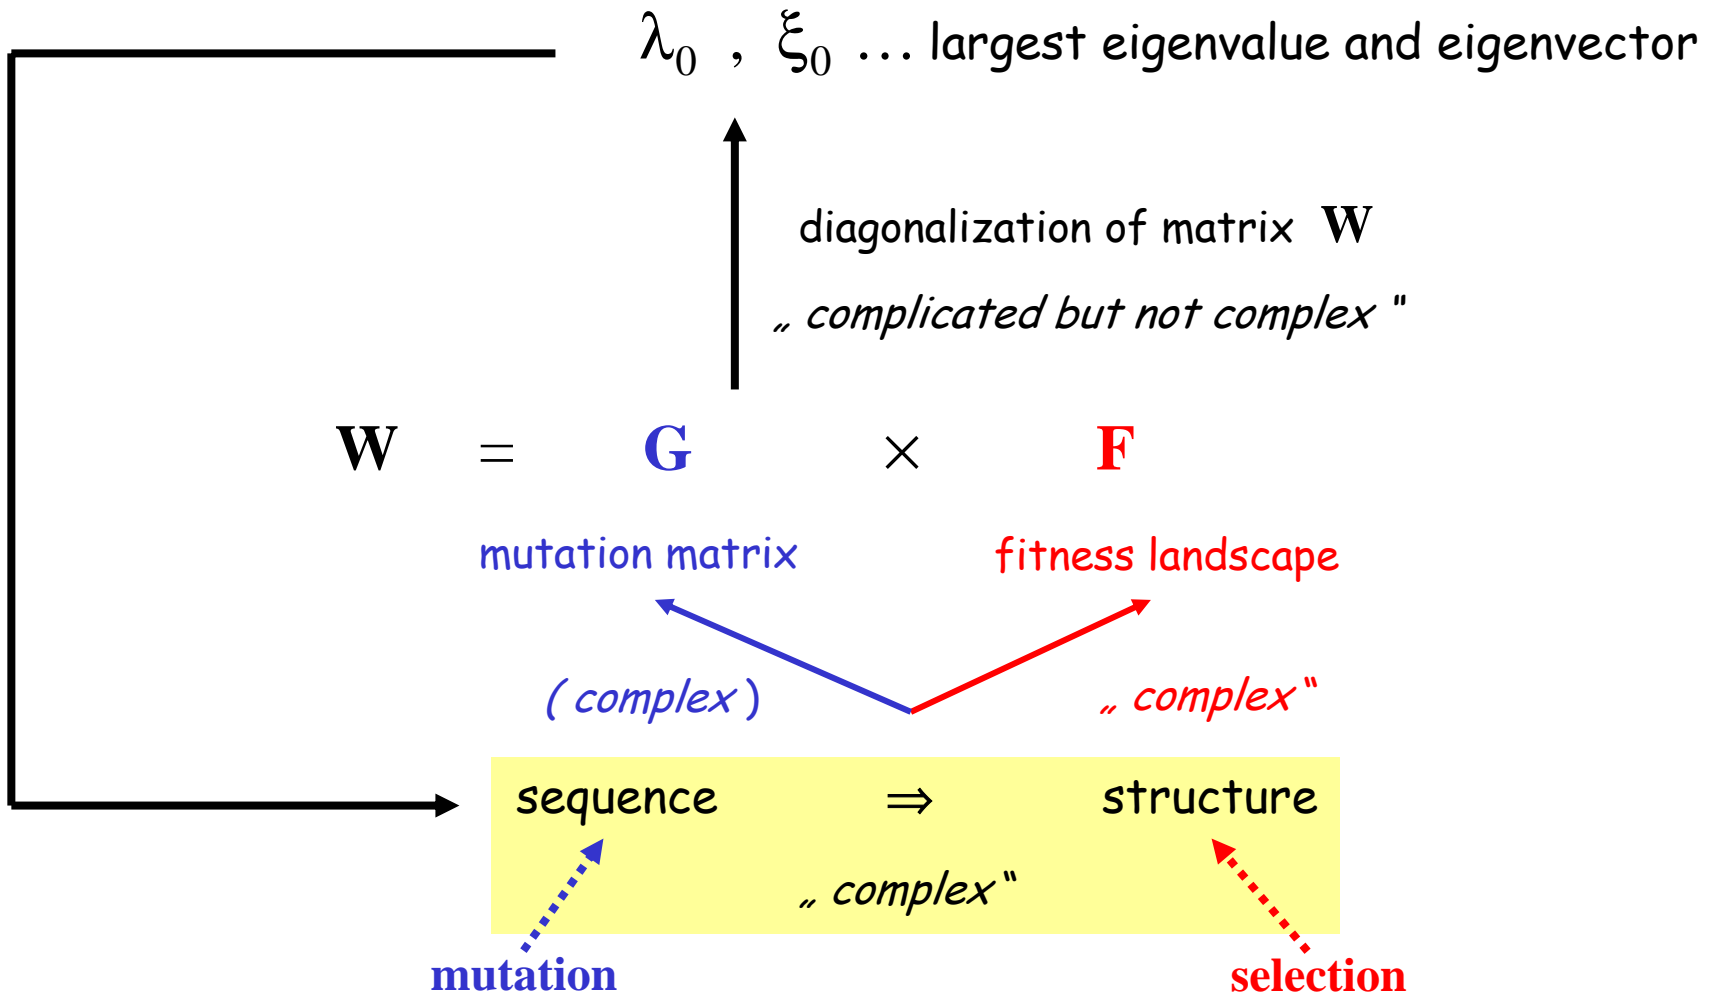 λ0 , ξ0 … largest eigenvalue and eigenvector
diagonalization of matrix W
„ complicated but not complex “
W = G × F
mutation matrix fitness landscape
( complex ) „ complex “
sequence ⇒ structure
„ complex “
mutation selection